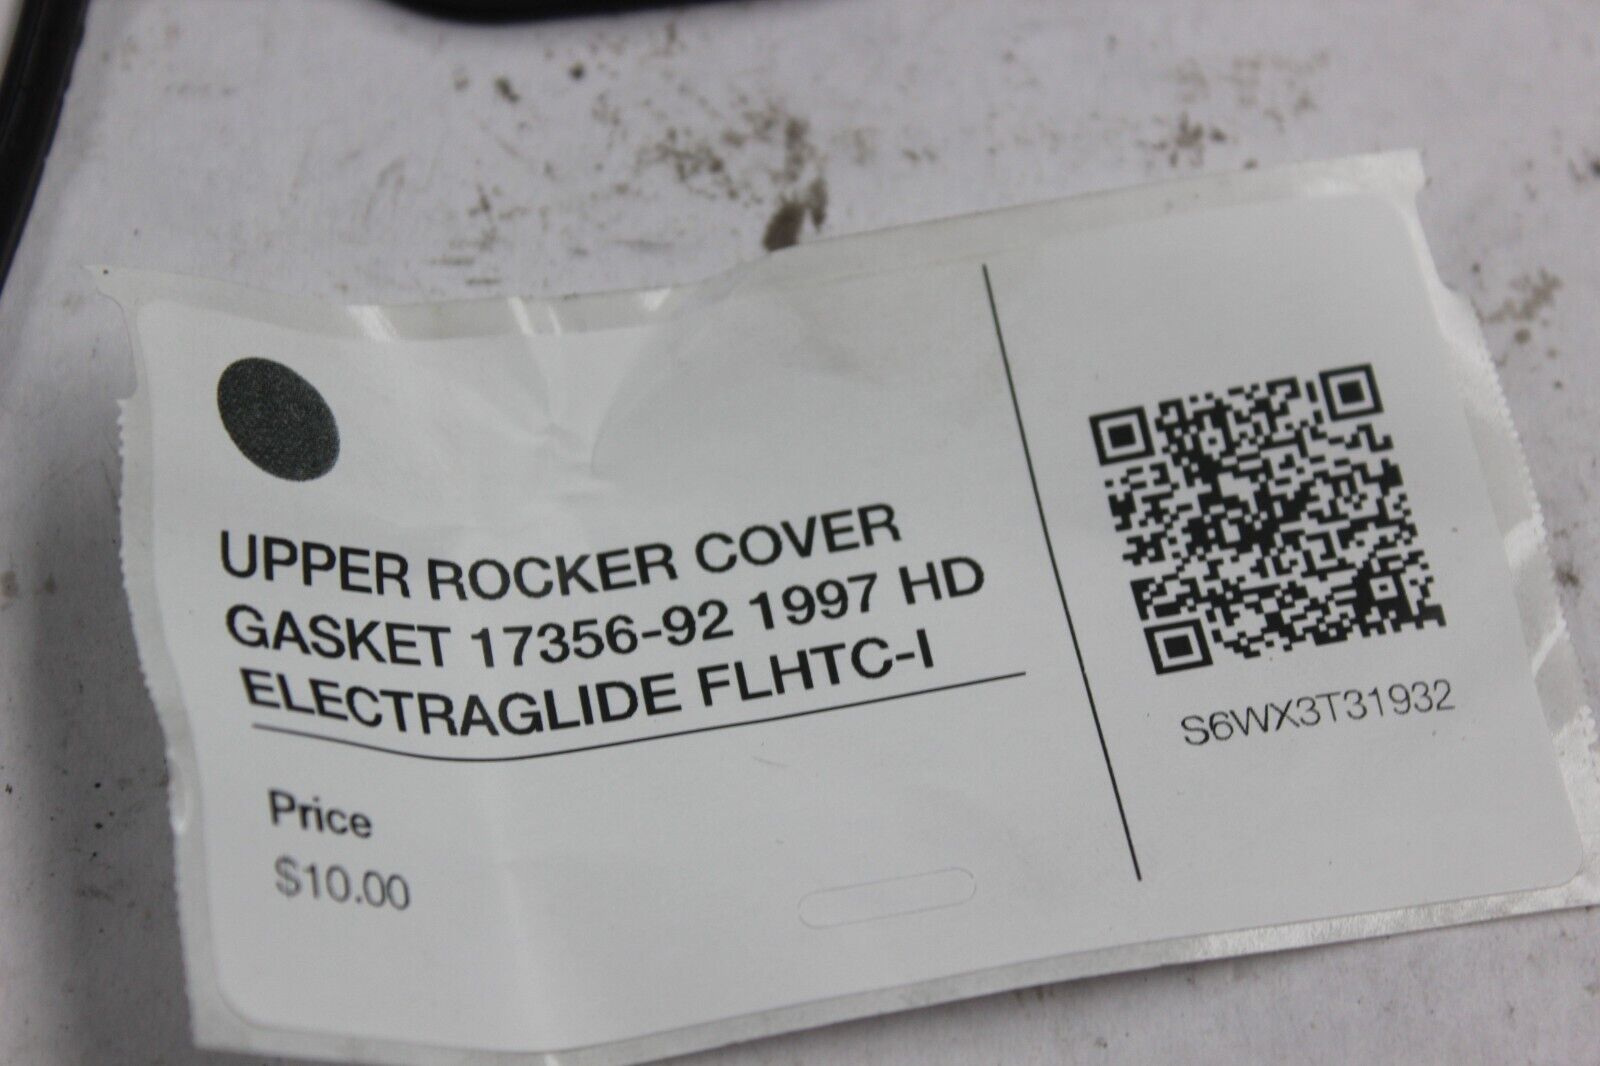 UPPER ROCKER COVER
GASKET 17356-92 1997 HD
ELECTRAGLIDE FLHTC-I
Price
$10.00
S6WX3T31932